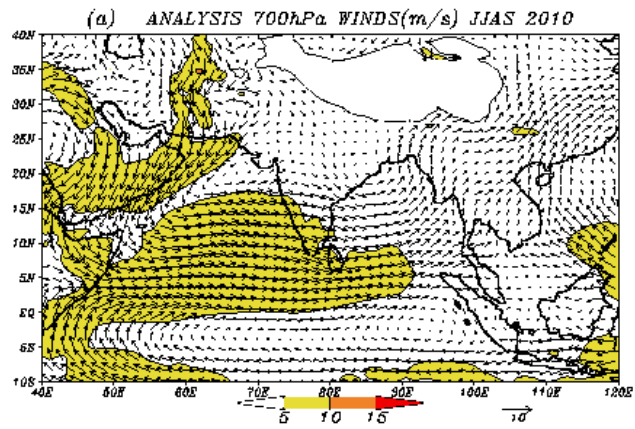 (a) ANALYSIS 700hPa WINDS(m/s) JJAS 2010
40N
35N
30N
25N
20N
15N
10N
5N
EQ
5S
10S
40E 50E 60E 70E 80E 90E 100E 110E 120E
5 10 15
10